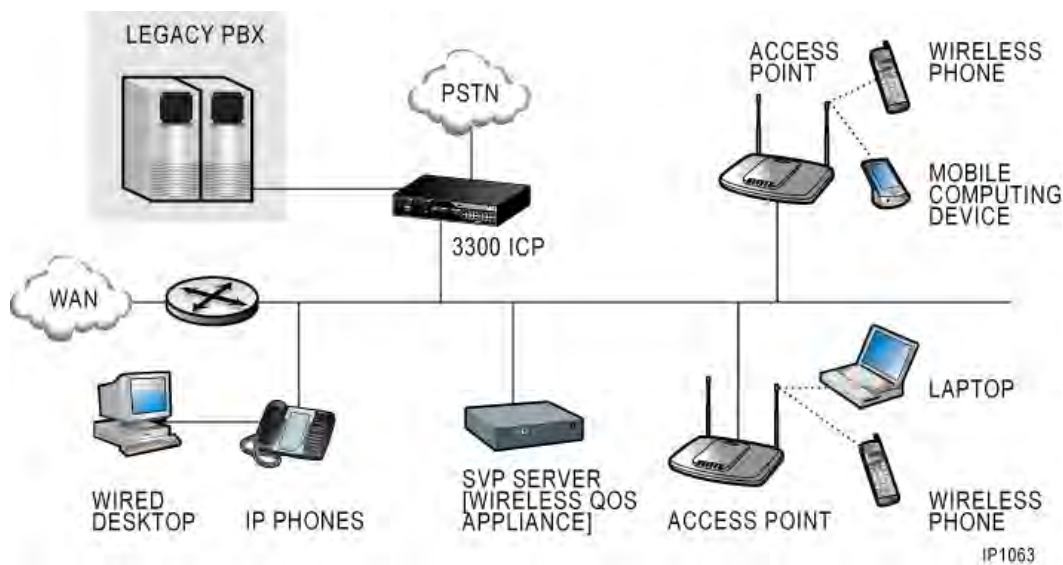 LEGACY PBX
PSTN
3300 ICP
ACCESS
POINT
WIRELESS
PHONE
MOBILE
COMPUTING
DEVICE
WAN
WIRED
DESKTOP
IP PHONES
SVP SERVER
[WIRELESS QOS
APPLIANCE]
ACCESS POINT
LAPTOP
WIRELESS
PHONE
IP1063